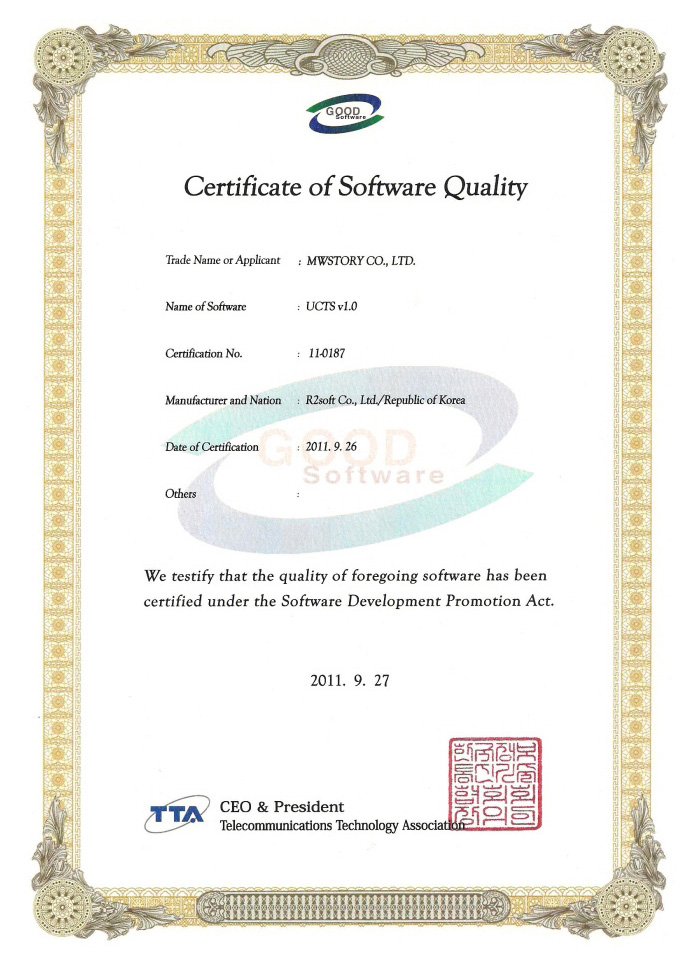 GOOD
Software
Certificate of Software Quality
Trade Name or Applicant : MWSTORY CO., LTD.
Name of Software : UCTS v1.0
Certification No. : 11-0187
Manufacturer and Nation : R2soft Co., Ltd./Republic of Korea
Date of Certification : 2011. 9. 26
Others :
GOOD
Software
We testify that the quality of foregoing software has been
certified under the Software Development Promotion Act.
2011. 9. 27
TTA
CEO & President
Telecommunications Technology Association